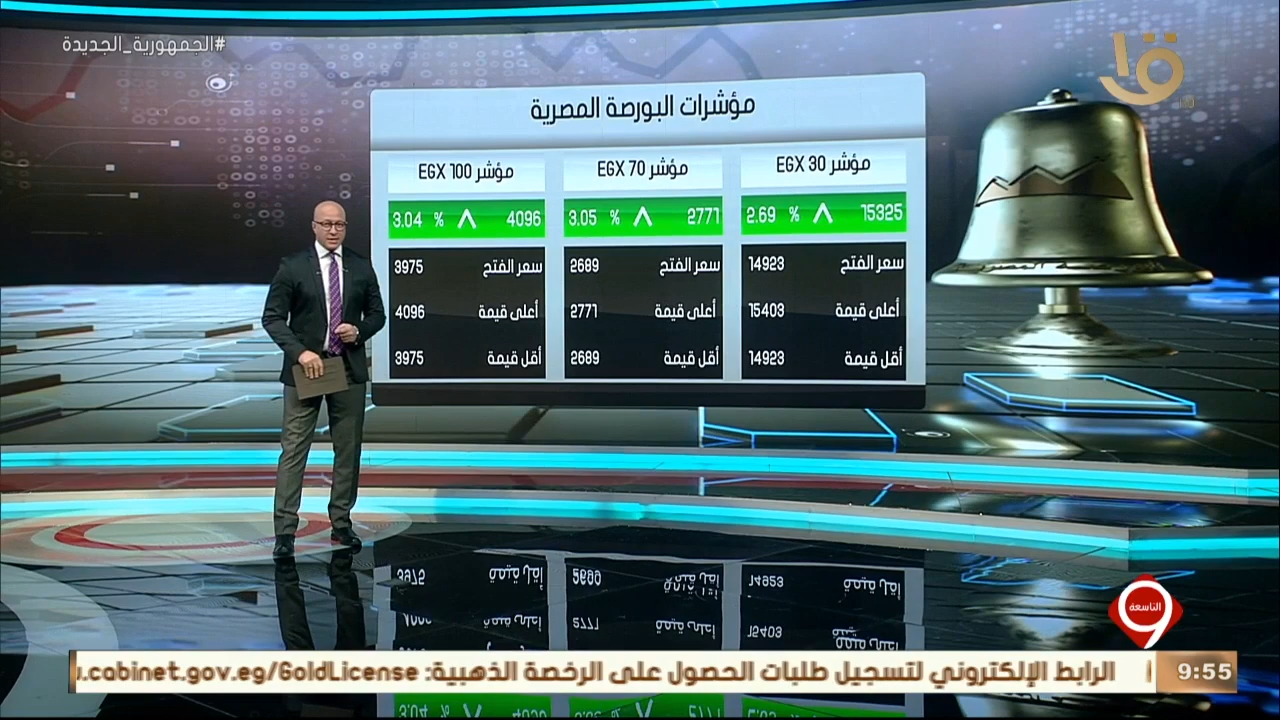 #الجمهورية_الجديدة
مؤشرات البورصة المصرية
مؤشر EGX 30
15325 2.69 %
سعر الفتح 14923
أعلى قيمة 15403
أقل قيمة 14923
مؤشر EGX 70
2771 3.05 %
سعر الفتح 2689
أعلى قيمة 2771
أقل قيمة 2689
مؤشر EGX 100
4096 3.04 %
سعر الفتح 3975
أعلى قيمة 4096
أقل قيمة 3975
التاسعة
9
9:55
الرابط الإلكتروني لتسجيل طلبات الحصول على الرخصة الذهبية: .cabinet.gov.eg/GoldLicense